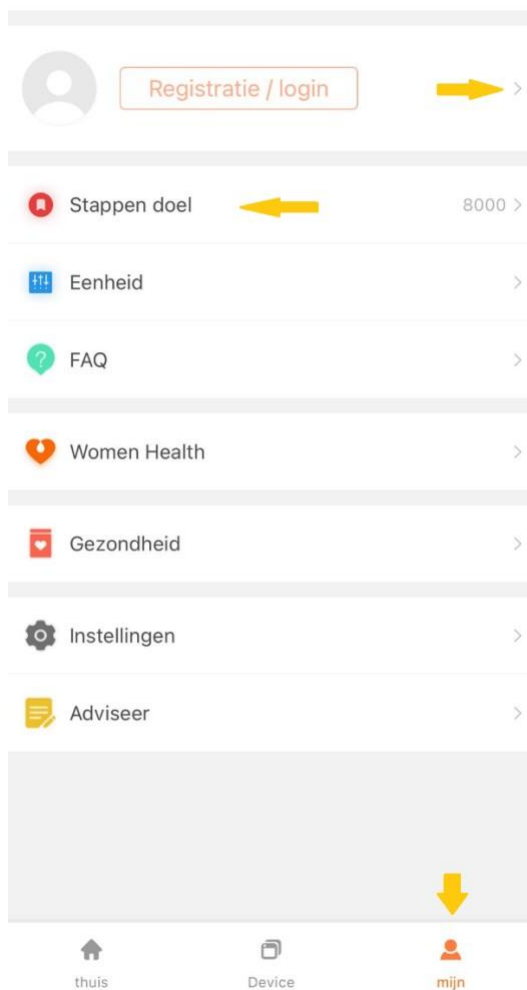 Registratie / login
Stappen doel 8000
Eenheid
FAQ
Women Health
Gezondheid
Instellingen
Adviseer
thuis Device mijn